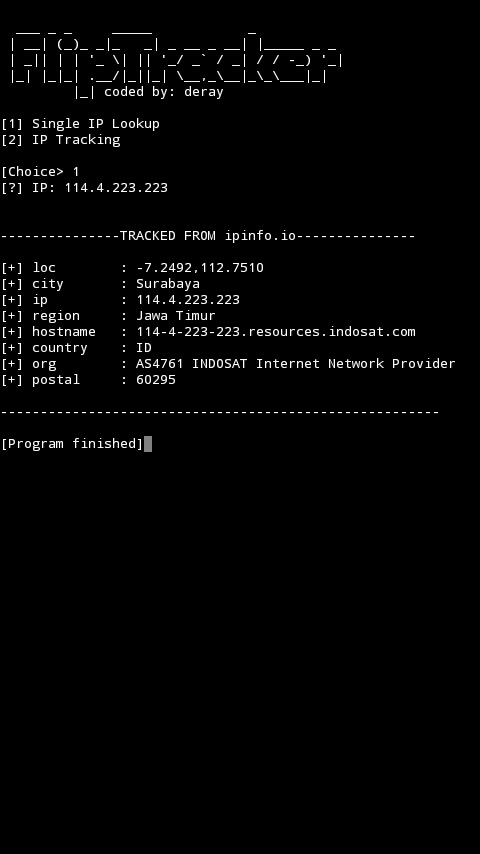 FlipTracker
|_| coded by: deray
[1] Single IP Lookup
[2] IP Tracking
[Choice> 1
[?] IP: 114.4.223.223
---------------TRACKED FROM ipinfo.io---------------
[+] loc : -7.2492,112.7510
[+] city : Surabaya
[+] ip : 114.4.223.223
[+] region : Jawa Timur
[+] hostname : 114-4-223-223.resources.indosat.com
[+] country : ID
[+] org : AS4761 INDOSAT Internet Network Provider
[+] postal : 60295
-------------------------------------------------------
[Program finished]